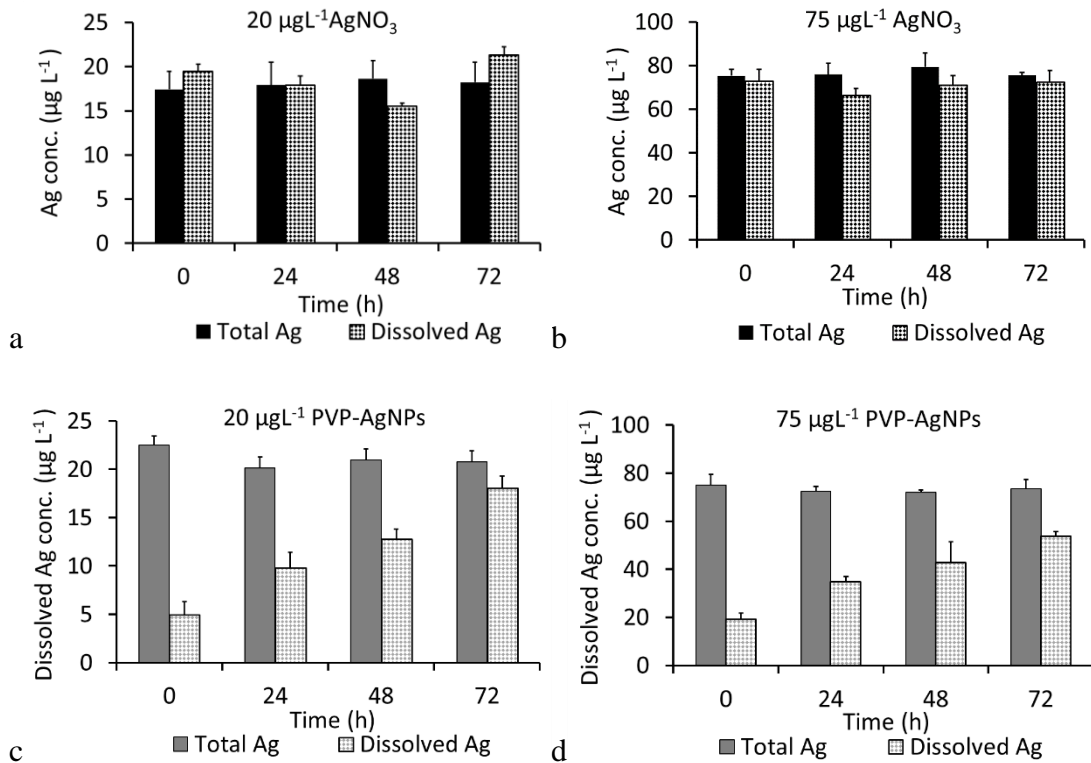 20 µgL⁻¹AgNO₃
Ag conc. (µg L⁻¹ )
25
20
15
10
5
0
0 24 48 72
Time (h)
Total Ag Dissolved Ag
a
75 µgL⁻¹ AgNO₃
Ag conc. (µg L⁻¹ )
100
80
60
40
20
0
0 24 48 72
Time (h)
Total Ag Dissolved Ag
b
20 µgL⁻¹ PVP-AgNPs
Dissolved Ag conc. (µg L⁻¹ )
25
20
15
10
5
0
0 24 48 72
Time (h)
Total Ag Dissolved Ag
c
75 µgL⁻¹ PVP-AgNPs
Dissolved Ag conc. (µg L⁻¹ )
100
80
60
40
20
0
0 24 48 72
Time (h)
Total Ag Dissolved Ag
d